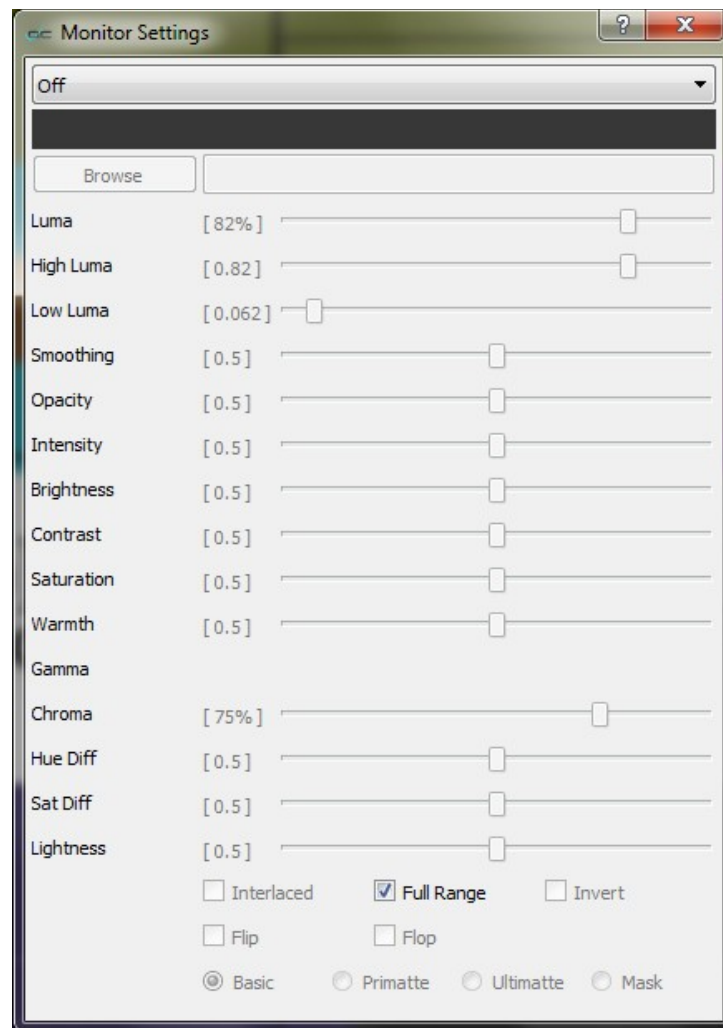 Monitor Settings
Off
Browse
Luma [82%]
High Luma [0.82]
Low Luma [0.062]
Smoothing [0.5]
Opacity [0.5]
Intensity [0.5]
Brightness [0.5]
Contrast [0.5]
Saturation [0.5]
Warmth [0.5]
Gamma
Chroma [75%]
Hue Diff [0.5]
Sat Diff [0.5]
Lightness [0.5]
Interlaced Full Range Invert
Flip Flop
Basic Primatte Ultimatte Mask